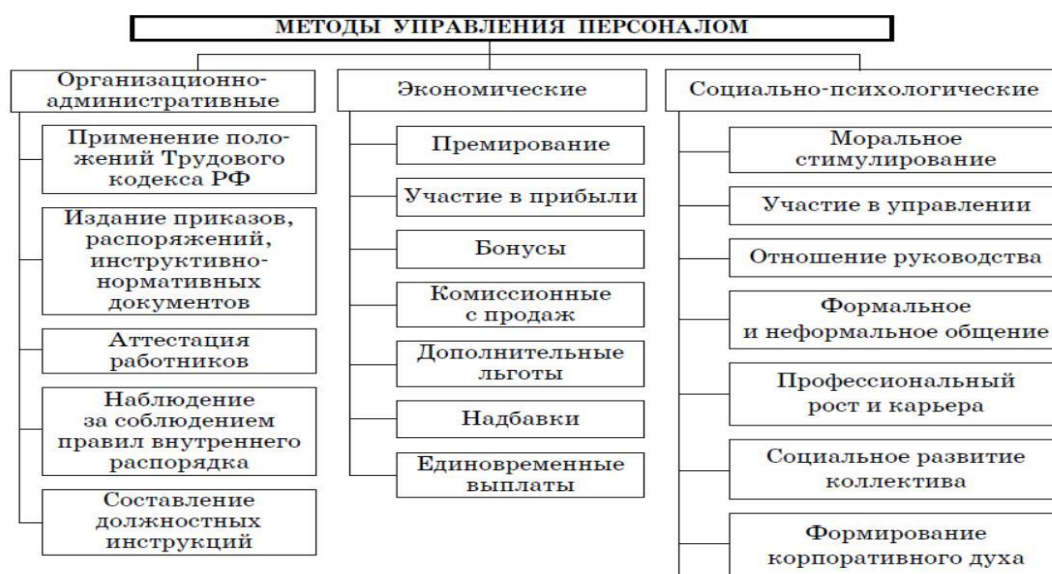 МЕТОДЫ УПРАВЛЕНИЯ ПЕРСОНАЛОМ
Организационно-
административные
Применение поло-
жений Трудового
кодекса РФ
Издание приказов,
распоряжений,
инструктивно-
нормативных
документов
Аттестация
работников
Наблюдение
за соблюдением
правил внутреннего
распорядка
Составление
должностных
инструкций
Экономические
Премирование
Участие в прибыли
Бонусы
Комиссионные
с продаж
Дополнительные
льготы
Надбавки
Единовременные
выплаты
Социально-психологические
Моральное
стимулирование
Участие в управлении
Отношение руководства
Формальное
и неформальное общение
Профессиональный
рост и карьера
Социальное развитие
коллектива
Формирование
корпоративного духа